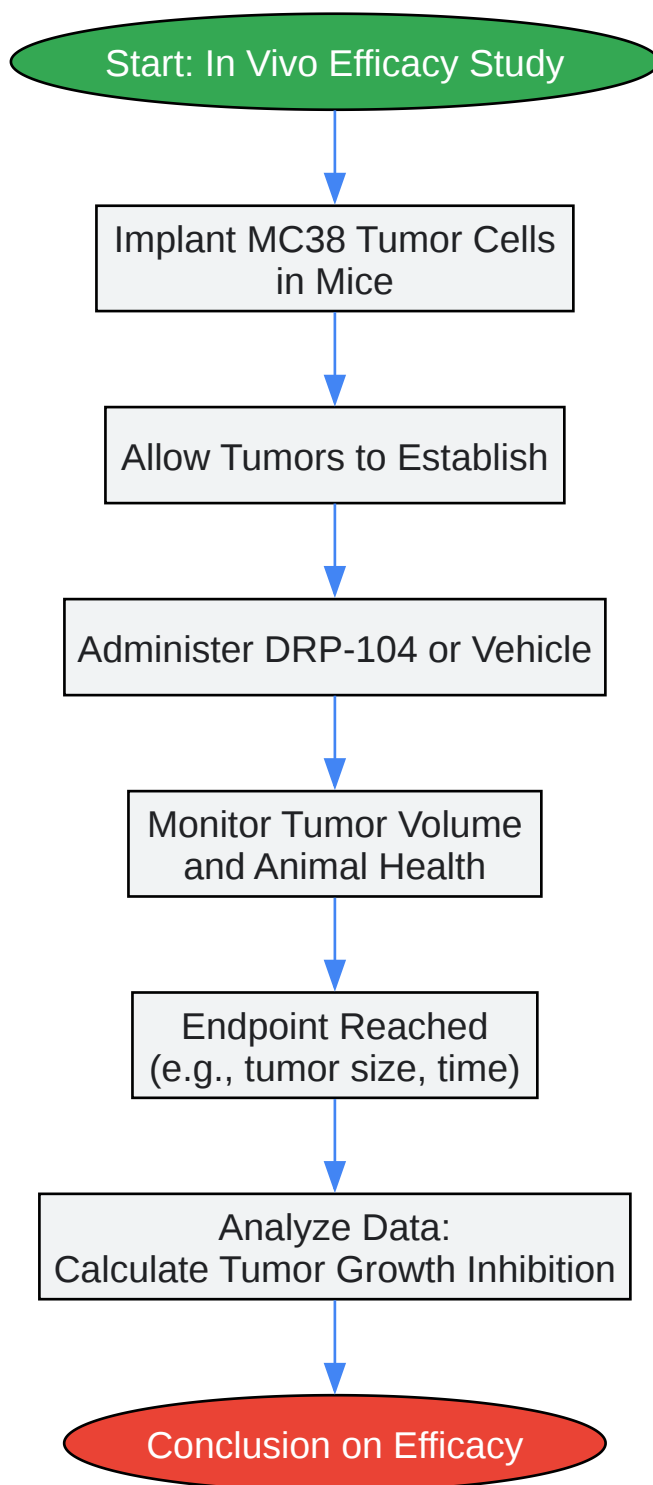 Start: In Vivo Efficacy Study
Implant MC38 Tumor Cells
in Mice
Allow Tumors to Establish
Administer DRP-104 or Vehicle
Monitor Tumor Volume
and Animal Health
Endpoint Reached
(e.g., tumor size, time)
Analyze Data:
Calculate Tumor Growth Inhibition
Conclusion on Efficacy